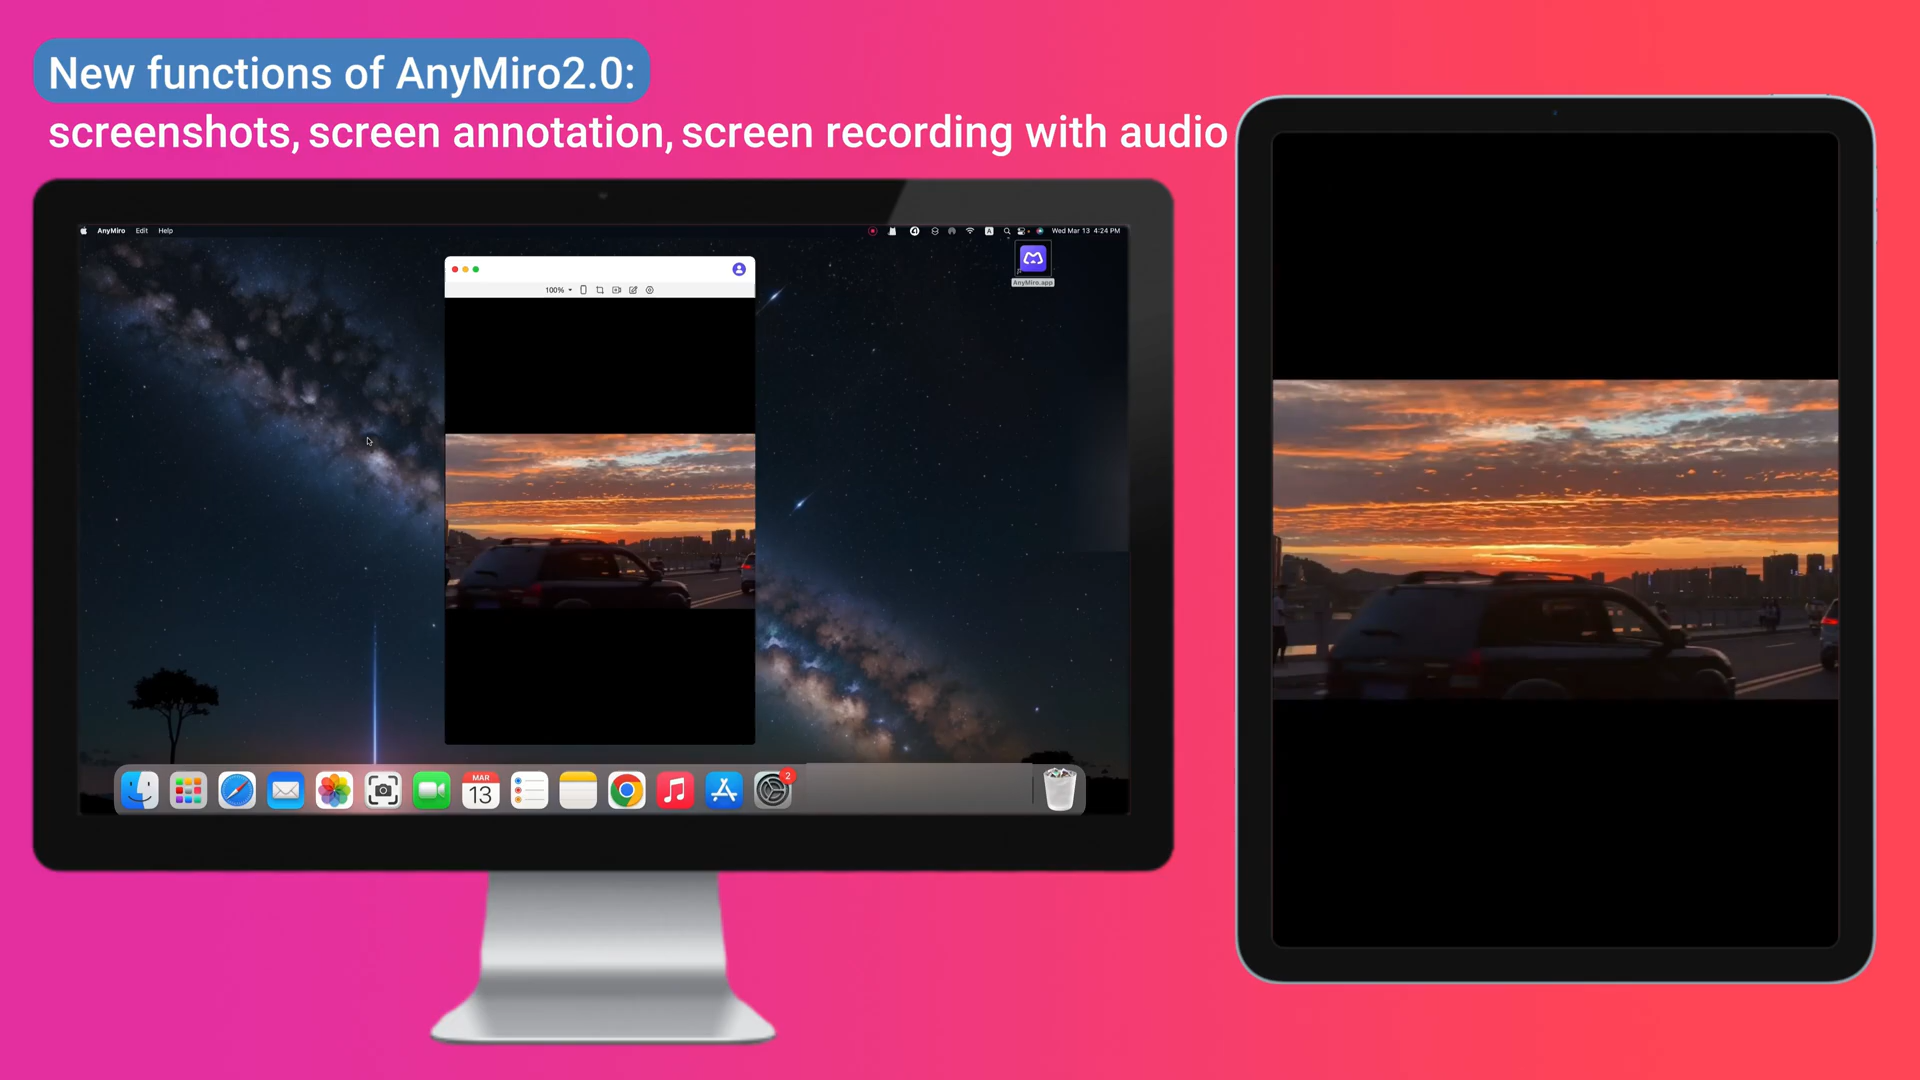 New functions of AnyMiro2.0:
screenshots, screen annotation, screen recording with audio
AnyMiro Edit Help
A
Wed Mar 13 4:24 PM
AnyMiro.app
100%
MAR
13
2